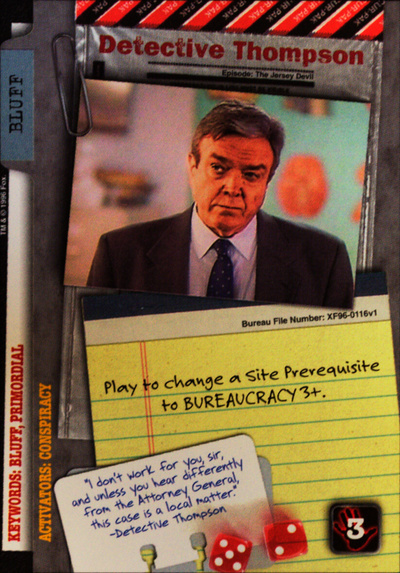 Detective Thompson
Episode: The Jersey Devil
BLUFF
TM & © 1996 Fox.
Bureau File Number: XF96-0116v1
Play to change a Site Prerequisite
to BUREAUCRACY 3+.
KEYWORDS: BLUFF, PRIMORDIAL
ACTIVATORS: CONSPIRACY
"I don't work for you, sir,
and unless you hear differently
from the Attorney General,
this case is a local matter."
-Detective Thompson
3